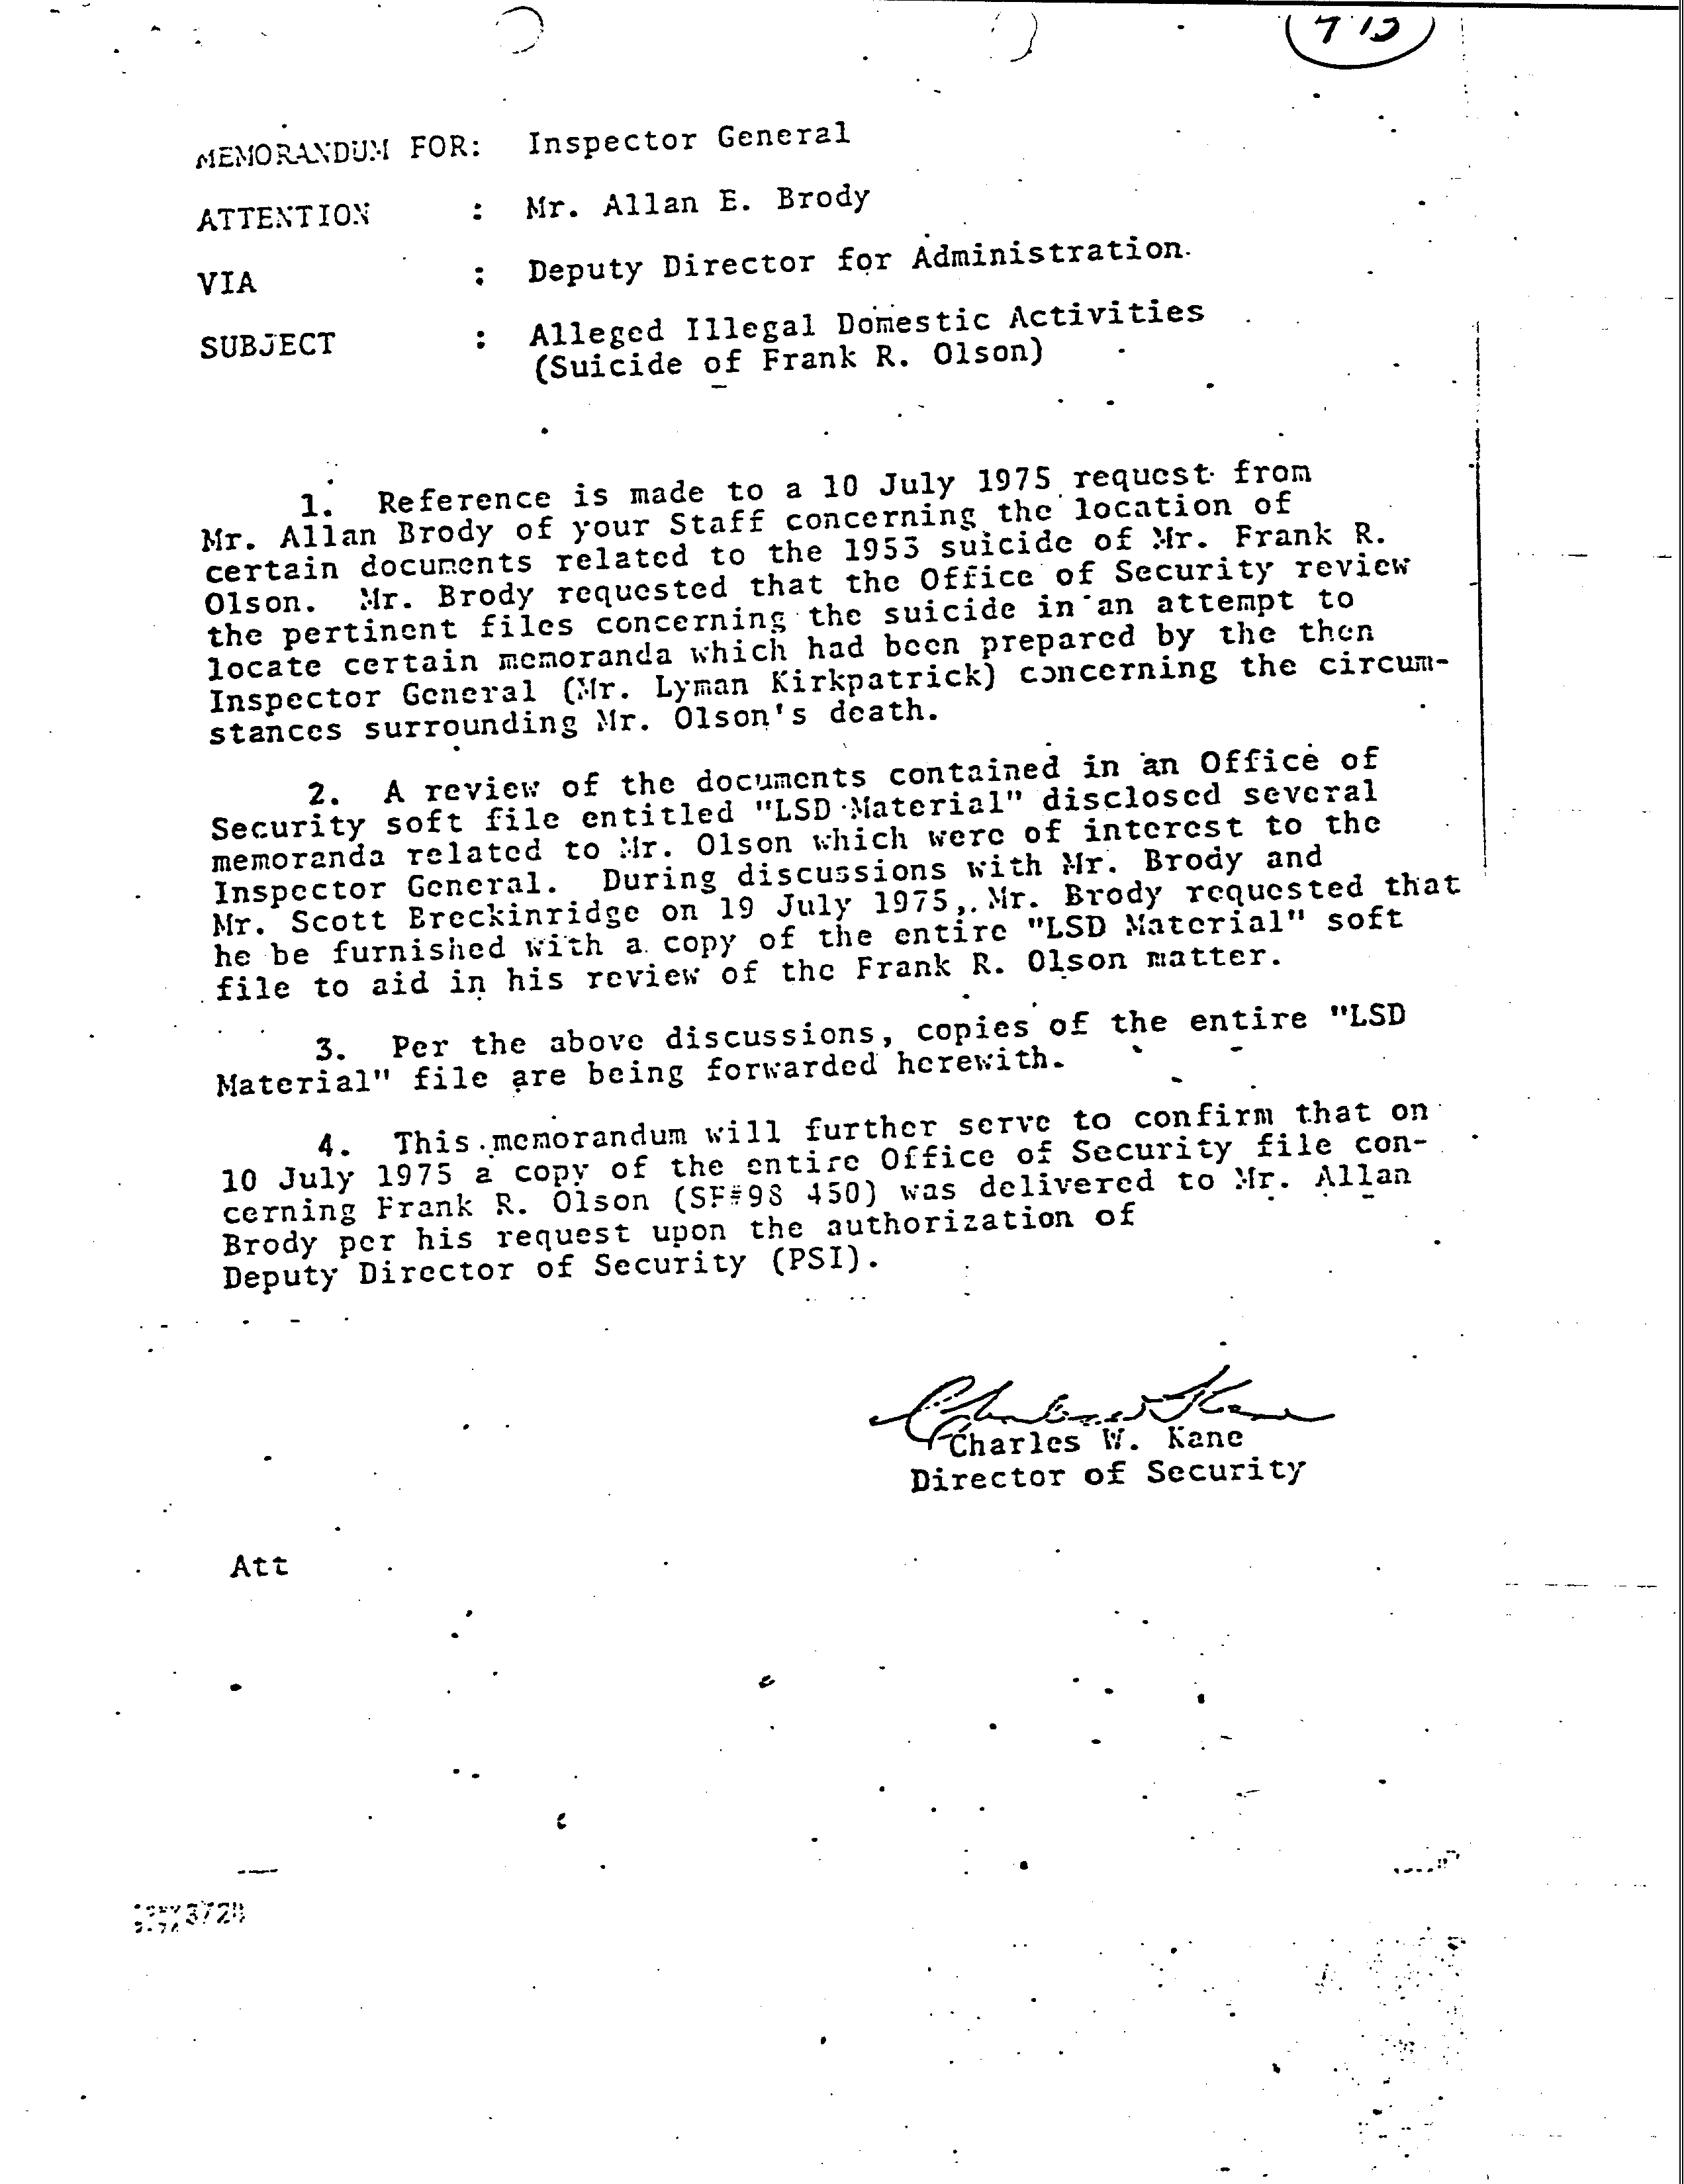 MEMORANDUM FOR: Inspector General
ATTENTION : Mr. Allan E. Brody
VIA : Deputy Director for Administration
SUBJECT : Alleged Illegal Domestic Activities
(Suicide of Frank R. Olson)
1. Reference is made to a 10 July 1975 request from
Mr. Allan Brody of your Staff concerning the location of
certain documents related to the 1953 suicide of Mr. Frank R.
Olson. Mr. Brody requested that the Office of Security review
the pertinent files concerning the suicide in an attempt to
locate certain memoranda which had been prepared by the then
Inspector General (Mr. Lyman Kirkpatrick) concerning the circum-
stances surrounding Mr. Olson's death.
2. A review of the documents contained in an Office of
Security soft file entitled "LSD Material" disclosed several
memoranda related to Mr. Olson which were of interest to the
Inspector General. During discussions with Mr. Brody and
Mr. Scott Breckinridge on 19 July 1975, Mr. Brody requested that
he be furnished with a copy of the entire "LSD Material" soft
file to aid in his review of the Frank R. Olson matter.
3. Per the above discussions, copies of the entire "LSD
Material" file are being forwarded herewith.
4. This memorandum will further serve to confirm that on
10 July 1975 a copy of the entire Office of Security file con-
cerning Frank R. Olson (SF#98 450) was delivered to Mr. Allan
Brody per his request upon the authorization of
Deputy Director of Security (PSI).
Charles W. Kane
Charles W. Kane
Director of Security
Att